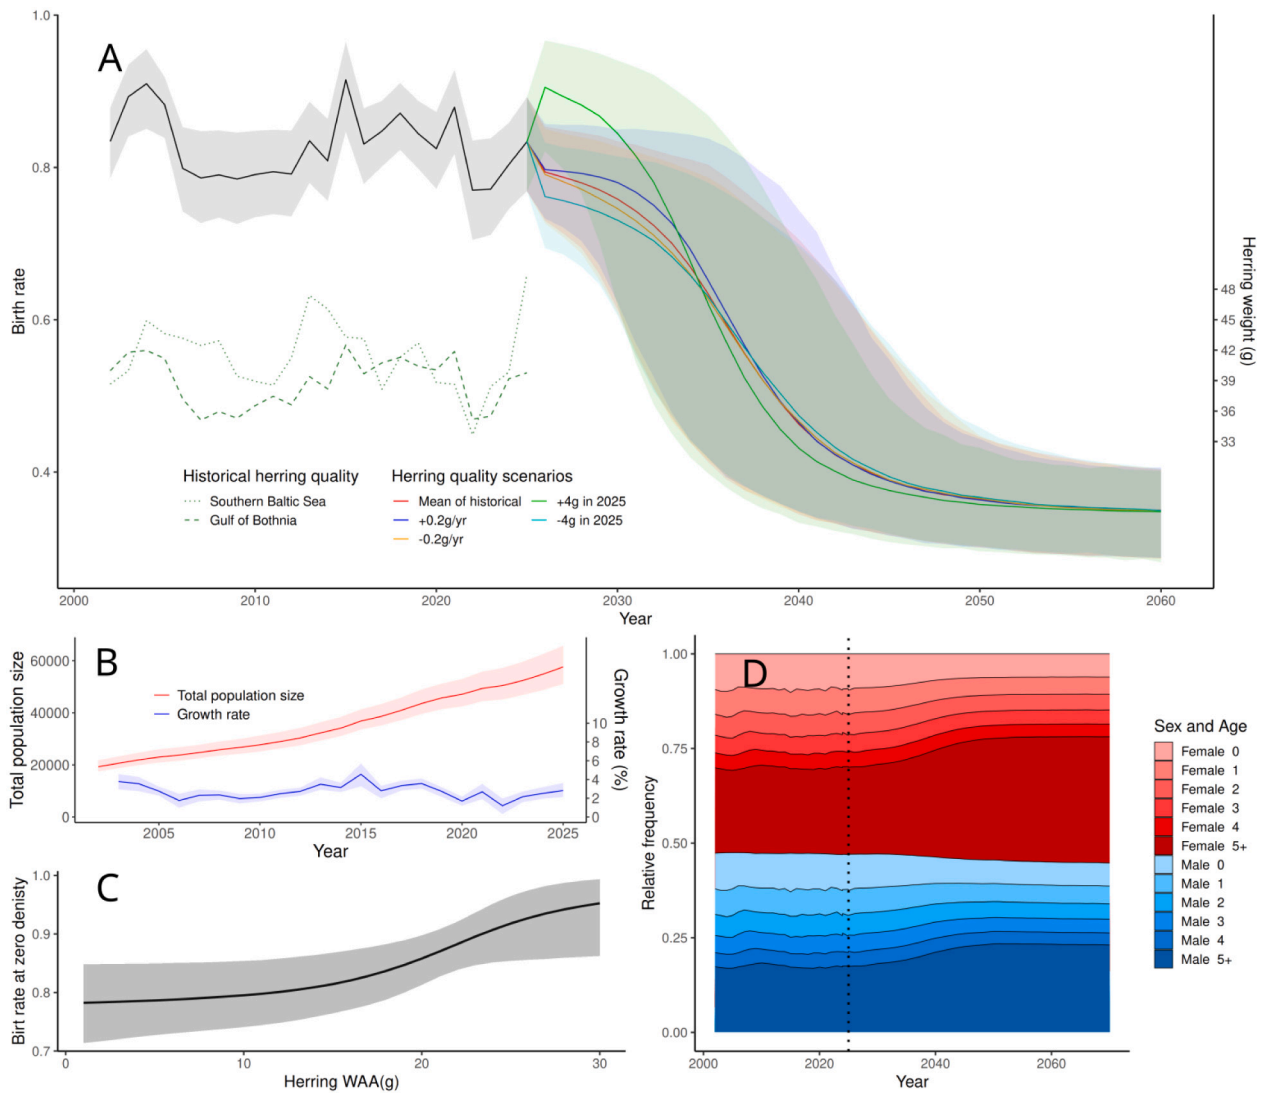 A
1.0
0.8
0.6
0.4
Birth rate
48
45
42
39
36
33
Herring weight (g)
Historical herring quality
Southern Baltic Sea
Gulf of Bothnia
Herring quality scenarios
Mean of historical
+0.2g/yr
-0.2g/yr
+4g in 2025
-4g in 2025
2000 2010 2020 2030 2040 2050 2060
Year
B
60000
40000
20000
0
Total population size
Total population size
Growth rate
10
8
6
4
2
0
Growth rate (%)
2005 2010 2015 2020 2025
Year
C
1.0
0.9
0.8
0.7
Birt rate at zero denisty
0 10 20 30
Herring WAA(g)
D
1.00
0.75
0.50
0.25
0.00
Relative frequency
2000 2020 2040 2060
Year
Sex and Age
Female 0
Female 1
Female 2
Female 3
Female 4
Female 5+
Male 0
Male 1
Male 2
Male 3
Male 4
Male 5+